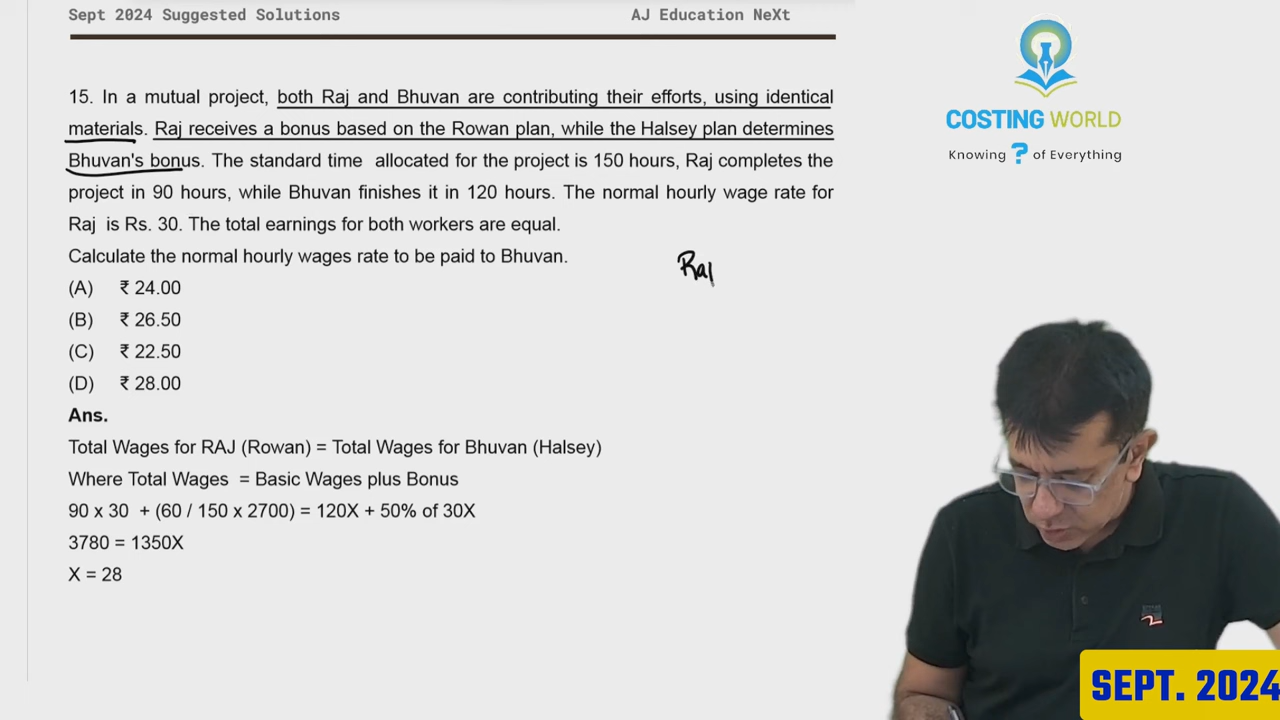 Sept 2024 Suggested Solutions
AJ Education NeXt
15. In a mutual project, both Raj and Bhuvan are contributing their efforts, using identical
materials. Raj receives a bonus based on the Rowan plan, while the Halsey plan determines
Bhuvan's bonus. The standard time allocated for the project is 150 hours, Raj completes the
project in 90 hours, while Bhuvan finishes it in 120 hours. The normal hourly wage rate for
Raj is Rs. 30. The total earnings for both workers are equal.
Calculate the normal hourly wages rate to be paid to Bhuvan.
(A) ₹ 24.00
(B) ₹ 26.50
(C) ₹ 22.50
(D) ₹ 28.00
Ans.
Total Wages for RAJ (Rowan) = Total Wages for Bhuvan (Halsey)
Where Total Wages = Basic Wages plus Bonus
90 x 30 + (60 / 150 x 2700) = 120X + 50% of 30X
3780 = 1350X
X = 28
Raj
COSTING WORLD
Knowing ? of Everything
SEPT. 2024